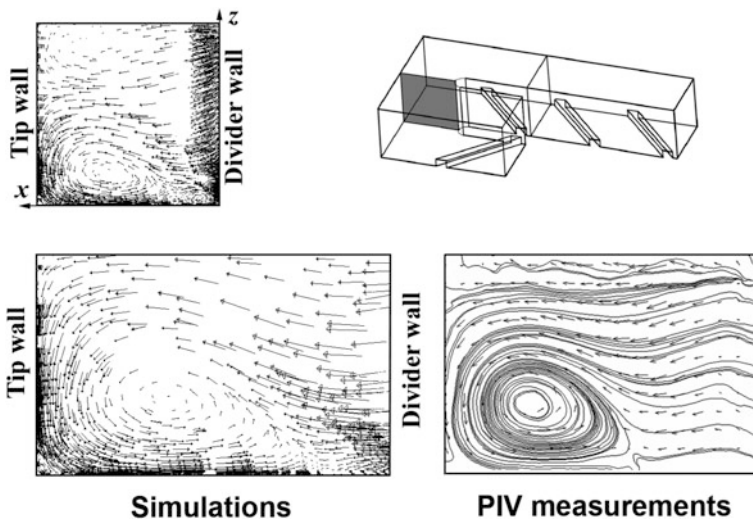 z
Tip wall
Divider wall
x
Tip wall
Divider wall
Simulations
PIV measurements